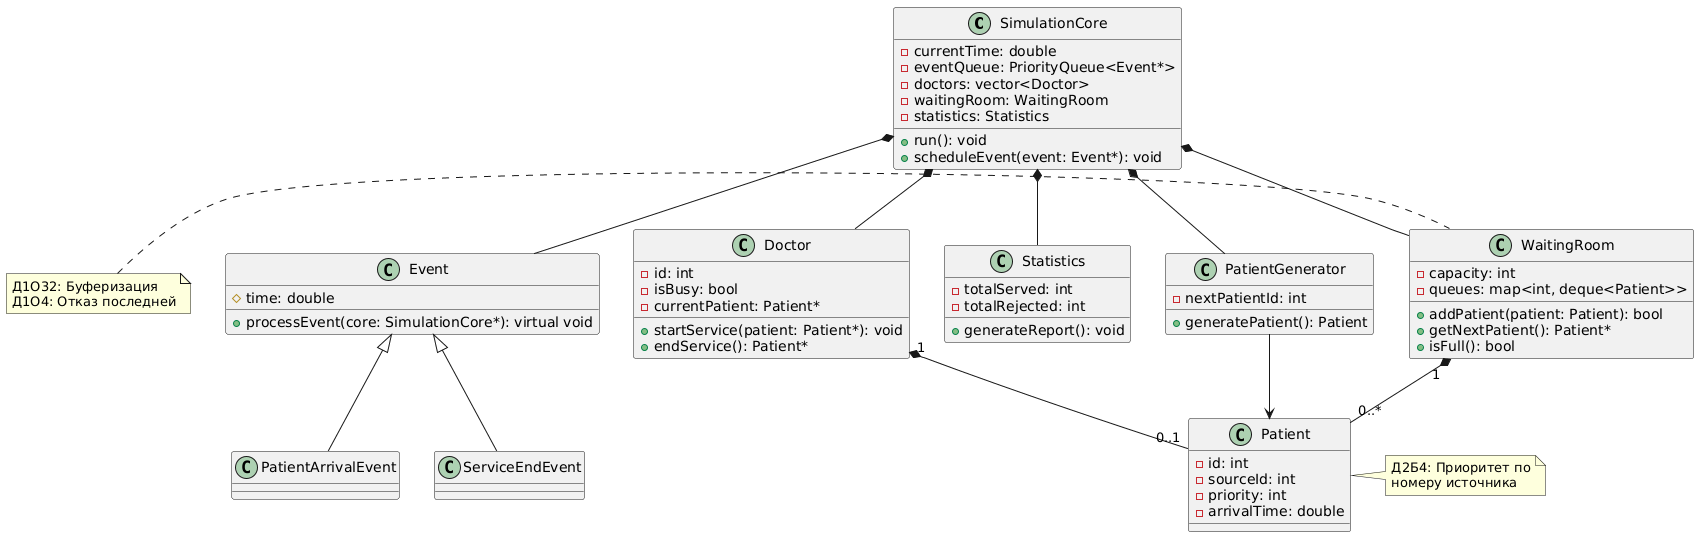 SimulationCore
currentTime: double
eventQueue: PriorityQueue<Event*>
doctors: vector<Doctor>
waitingRoom: WaitingRoom
statistics: Statistics
run(): void
scheduleEvent(event: Event*): void
Д1О32: Буферизация
Д1О4: Отказ последней
Event
time: double
processEvent(core: SimulationCore*): virtual void
Doctor
id: int
isBusy: bool
currentPatient: Patient*
startService(patient: Patient*): void
endService(): Patient*
Statistics
totalServed: int
totalRejected: int
generateReport(): void
PatientGenerator
nextPatientId: int
generatePatient(): Patient
WaitingRoom
capacity: int
queues: map<int, deque<Patient>>
addPatient(patient: Patient): bool
getNextPatient(): Patient*
isFull(): bool
1
1
0..1
0..*
PatientArrivalEvent
ServiceEndEvent
Patient
id: int
sourceId: int
priority: int
arrivalTime: double
Д2Б4: Приоритет по
номеру источника